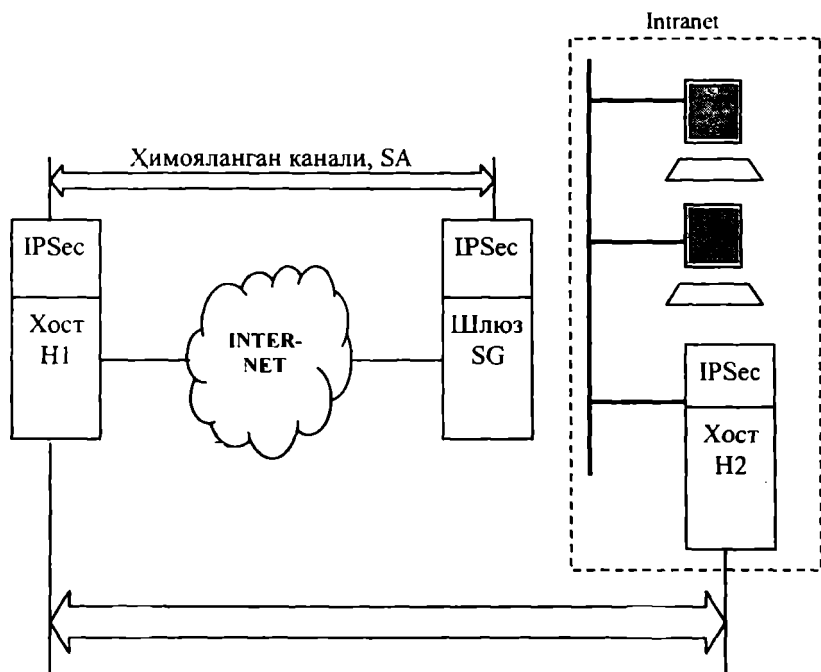 Intranet
Ҳимояланган канали, SA
IPSec
Хост
H1
INTER-
NET
IPSec
Шлюз
SG
IPSec
Хост
H2